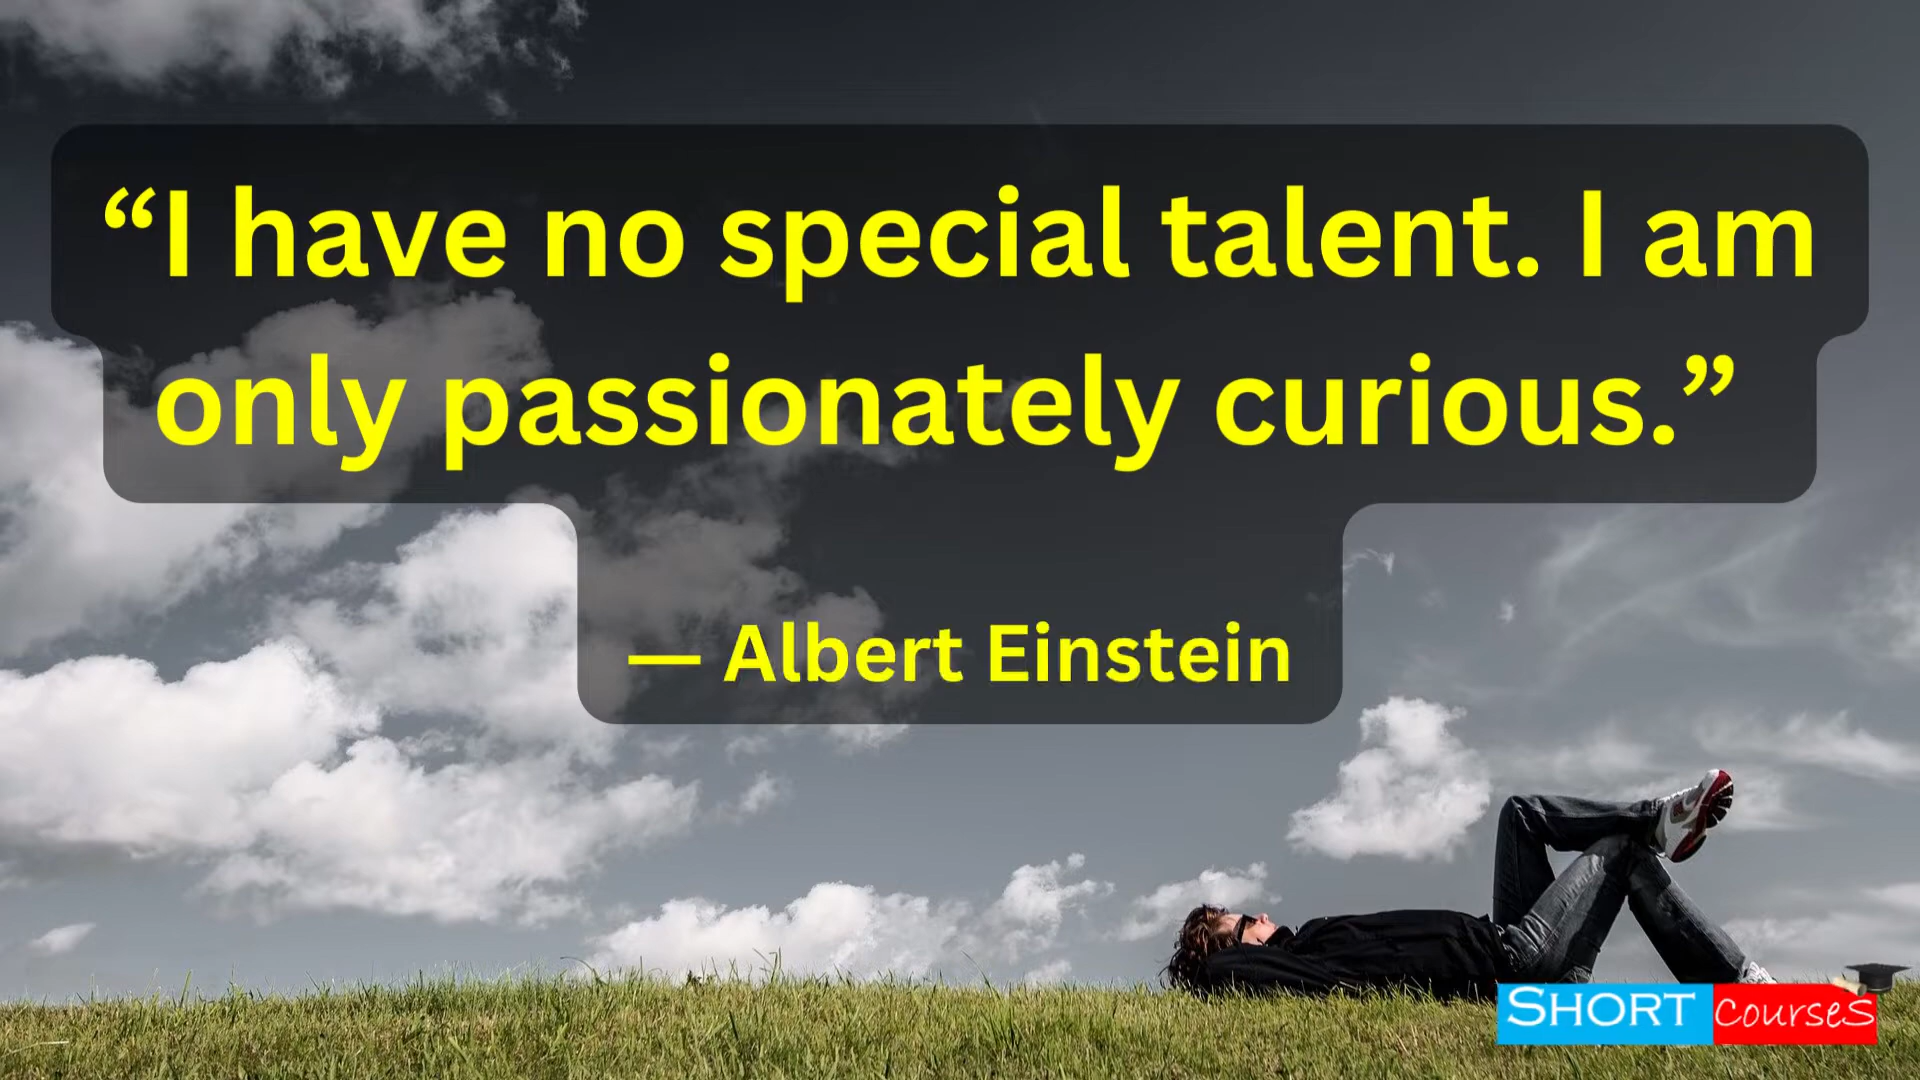 “I have no special talent. I am
only passionately curious.”
— Albert Einstein
SHORT CourseS